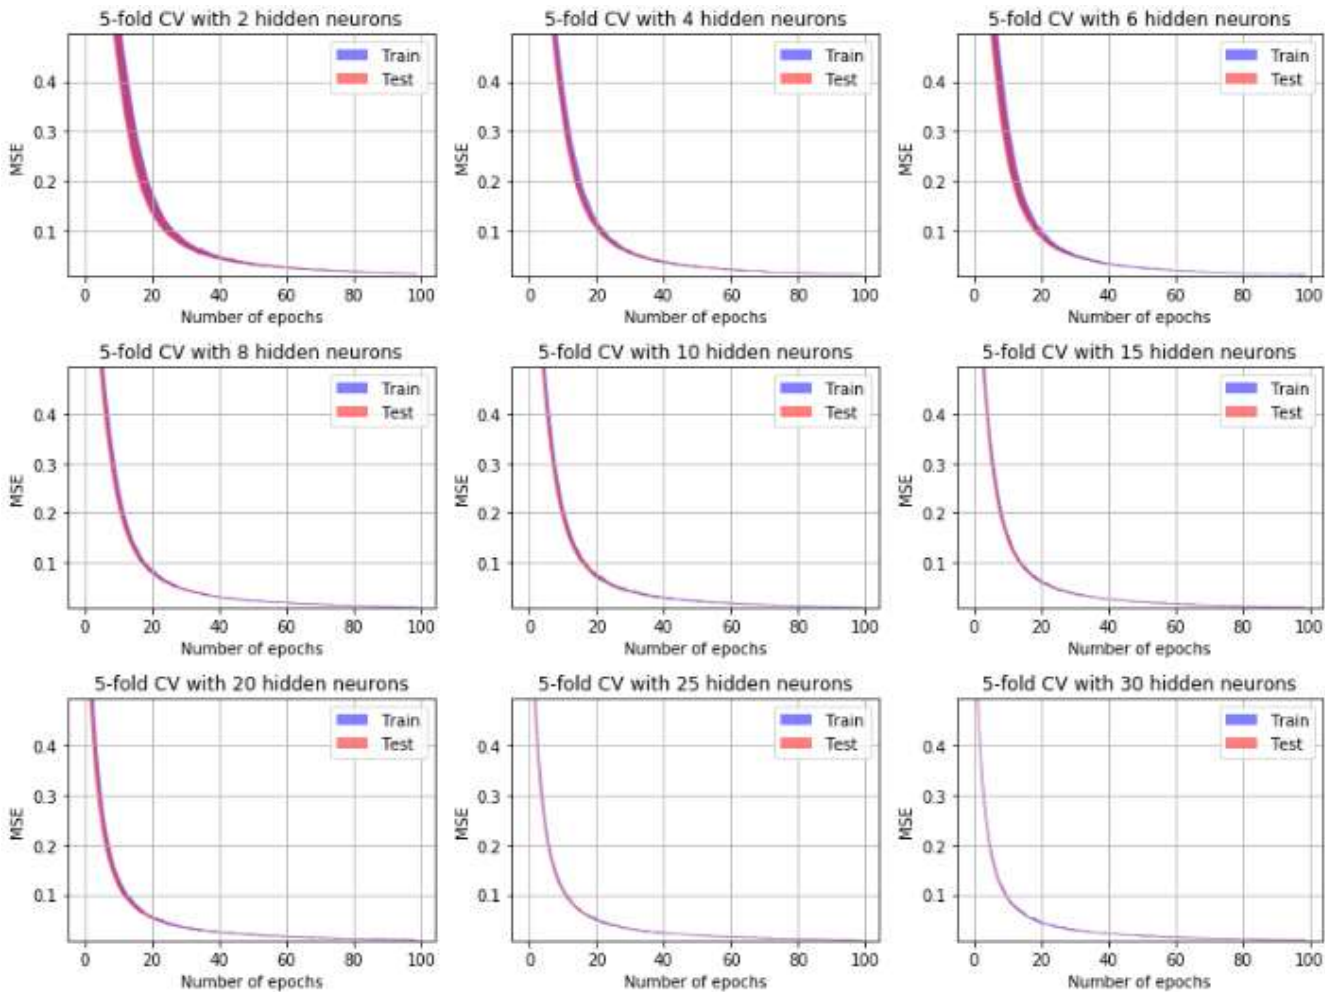 5-fold CV with 2 hidden neurons
MSE
0.4
0.3
0.2
0.1
Train
Test
0 20 40 60 80 100
Number of epochs
5-fold CV with 4 hidden neurons
MSE
0.4
0.3
0.2
0.1
Train
Test
0 20 40 60 80 100
Number of epochs
5-fold CV with 6 hidden neurons
MSE
0.4
0.3
0.2
0.1
Train
Test
0 20 40 60 80 100
Number of epochs
5-fold CV with 8 hidden neurons
MSE
0.4
0.3
0.2
0.1
Train
Test
0 20 40 60 80 100
Number of epochs
5-fold CV with 10 hidden neurons
MSE
0.4
0.3
0.2
0.1
Train
Test
0 20 40 60 80 100
Number of epochs
5-fold CV with 15 hidden neurons
MSE
0.4
0.3
0.2
0.1
Train
Test
0 20 40 60 80 100
Number of epochs
5-fold CV with 20 hidden neurons
MSE
0.4
0.3
0.2
0.1
Train
Test
0 20 40 60 80 100
Number of epochs
5-fold CV with 25 hidden neurons
MSE
0.4
0.3
0.2
0.1
Train
Test
0 20 40 60 80 100
Number of epochs
5-fold CV with 30 hidden neurons
MSE
0.4
0.3
0.2
0.1
Train
Test
0 20 40 60 80 100
Number of epochs